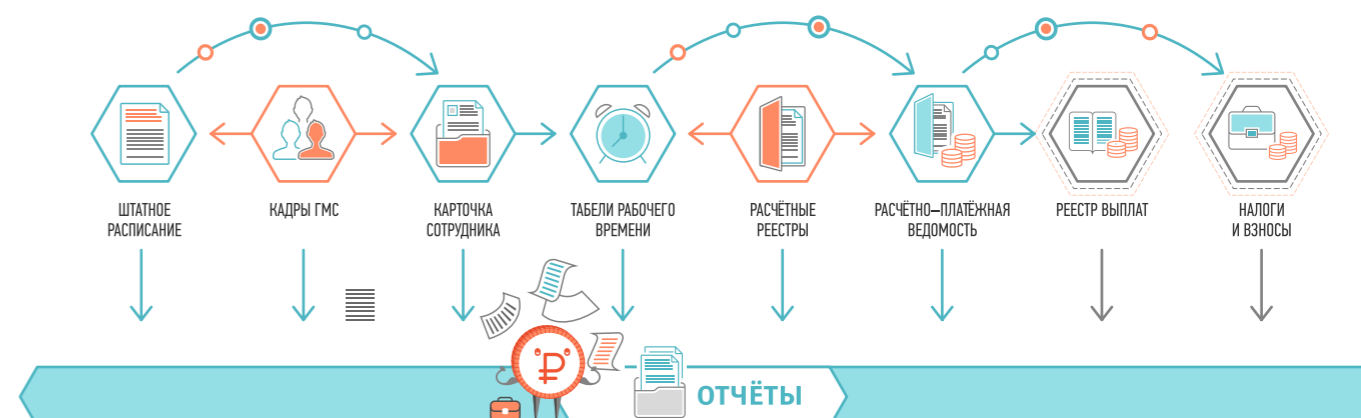 ШТАТНОЕ
РАСПИСАНИЕ
КАДРЫ ГМС
КАРТОЧКА
СОТРУДНИКА
ТАБЕЛИ РАБОЧЕГО
ВРЕМЕНИ
РАСЧЁТНЫЕ
РЕЕСТРЫ
РАСЧЁТНО–ПЛАТЁЖНАЯ
ВЕДОМОСТЬ
РЕЕСТР ВЫПЛАТ
НАЛОГИ
И ВЗНОСЫ
₽
ОТЧЁТЫ